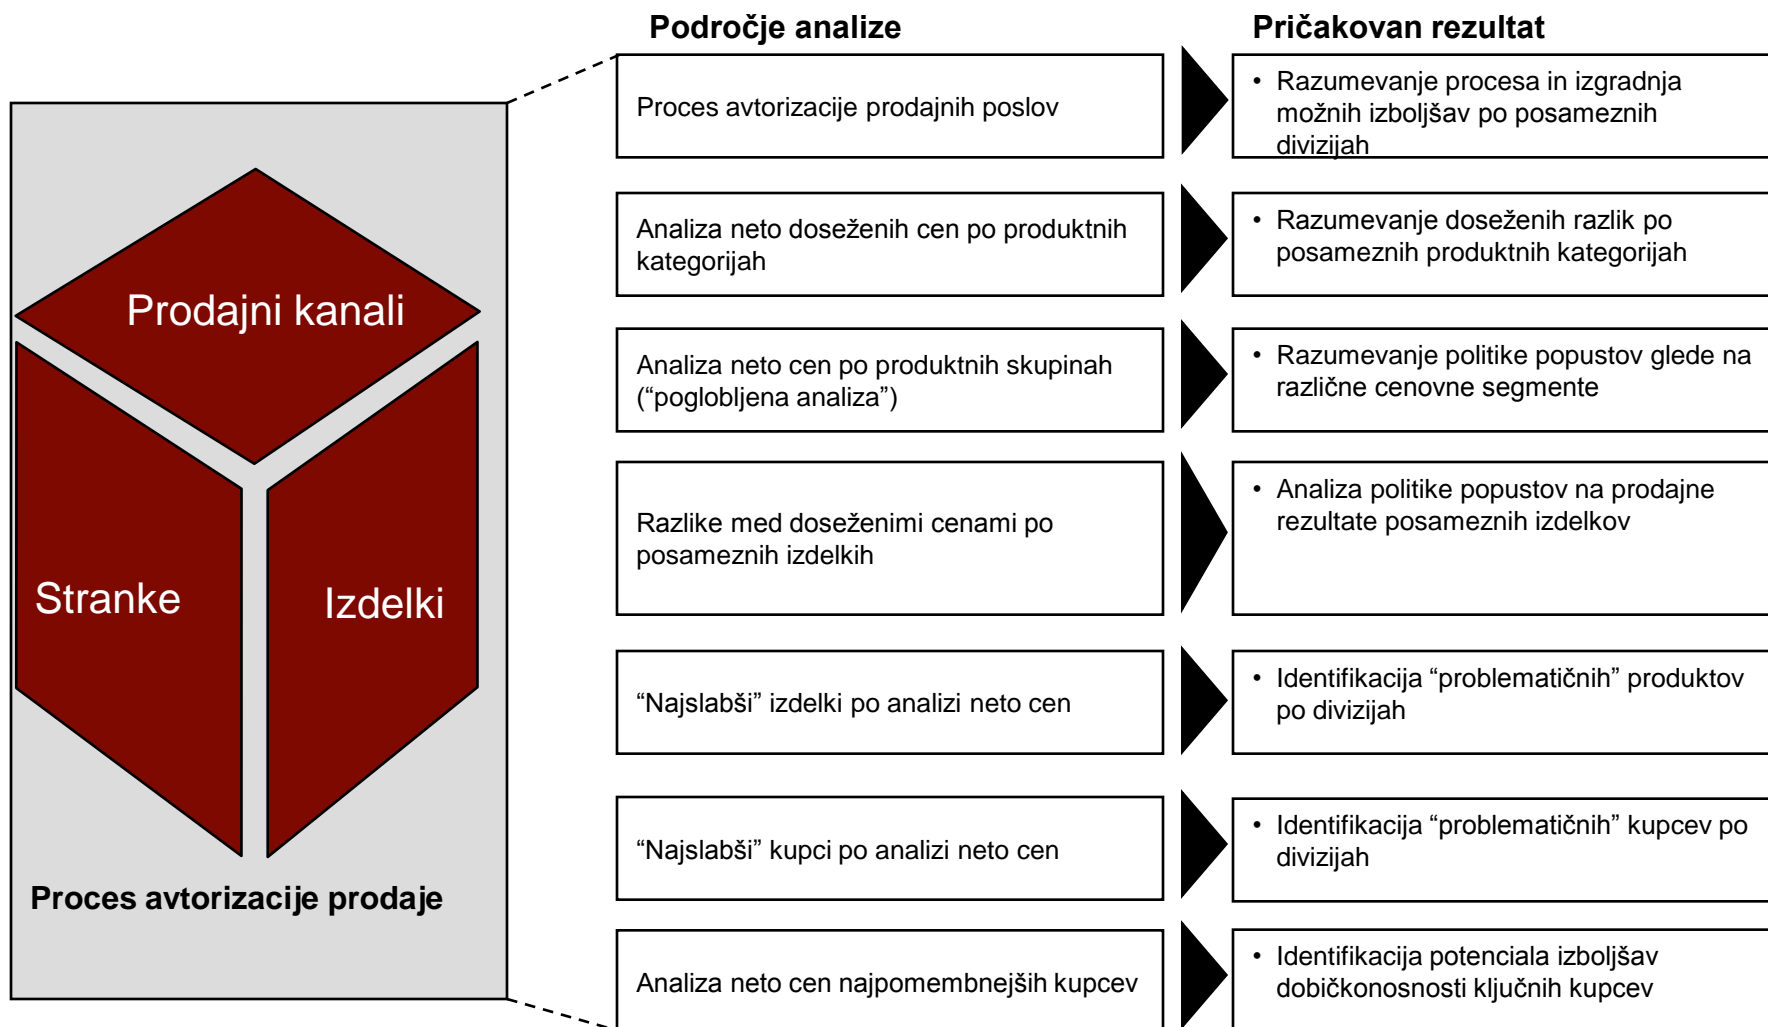 Področje analize
Pričakovan rezultat
Prodajni kanali
Stranke
Izdelki
Proces avtorizacije prodaje
Proces avtorizacije prodajnih poslov
• Razumevanje procesa in izgradnja
možnih izboljšav po posameznih
divizijah
Analiza neto doseženih cen po produktnih
kategorijah
• Razumevanje doseženih razlik po
posameznih produktnih kategorijah
Analiza neto cen po produktnih skupinah
(“poglobljena analiza”)
• Razumevanje politike popustov glede na
različne cenovne segmente
Razlike med doseženimi cenami po
posameznih izdelkih
• Analiza politike popustov na prodajne
rezultate posameznih izdelkov
“Najslabši” izdelki po analizi neto cen
• Identifikacija “problematičnih” produktov
po divizijah
“Najslabši” kupci po analizi neto cen
• Identifikacija “problematičnih” kupcev po
divizijah
Analiza neto cen najpomembnejših kupcev
• Identifikacija potenciala izboljšav
dobičkonosnosti ključnih kupcev